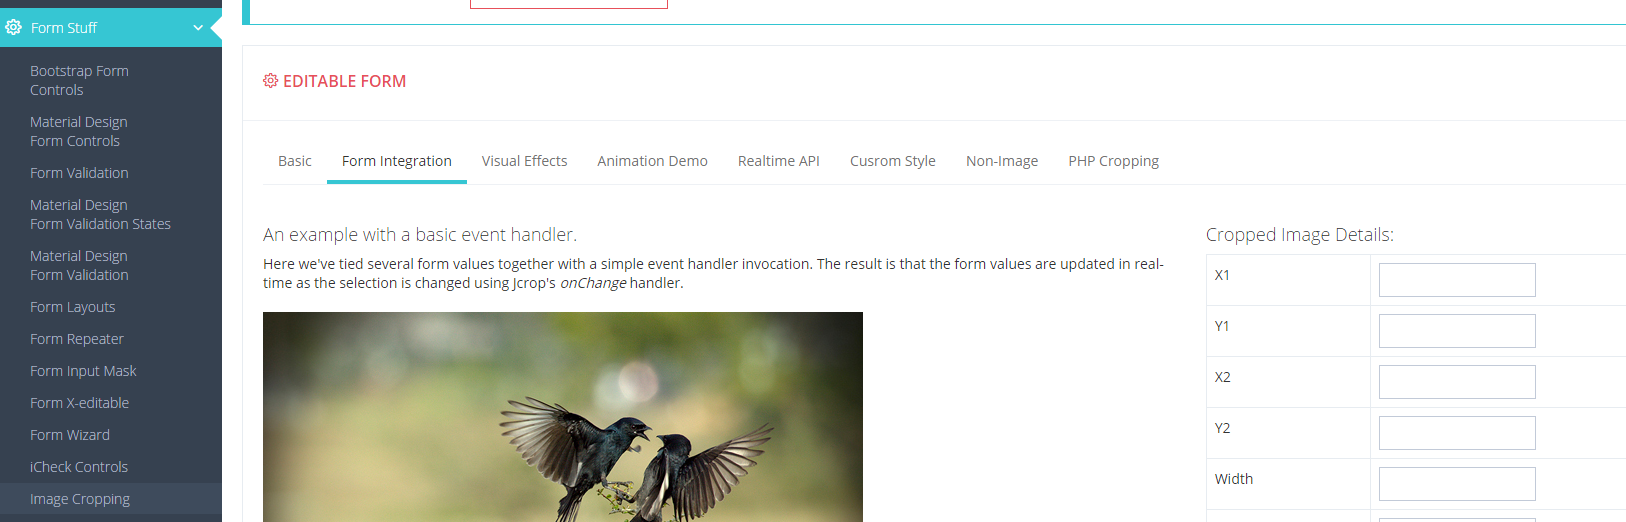 Form Stuff
Bootstrap Form
Controls
Material Design
Form Controls
Form Validation
Material Design
Form Validation States
Material Design
Form Validation
Form Layouts
Form Repeater
Form Input Mask
Form X-editable
Form Wizard
iCheck Controls
Image Cropping
EDITABLE FORM
Basic Form Integration Visual Effects Animation Demo Realtime API Cusrom Style Non-Image PHP Cropping
An example with a basic event handler.
Here we've tied several form values together with a simple event handler invocation. The result is that the form values are updated in real-
time as the selection is changed using Jcrop's onChange handler.
Cropped Image Details:
X1
Y1
X2
Y2
Width